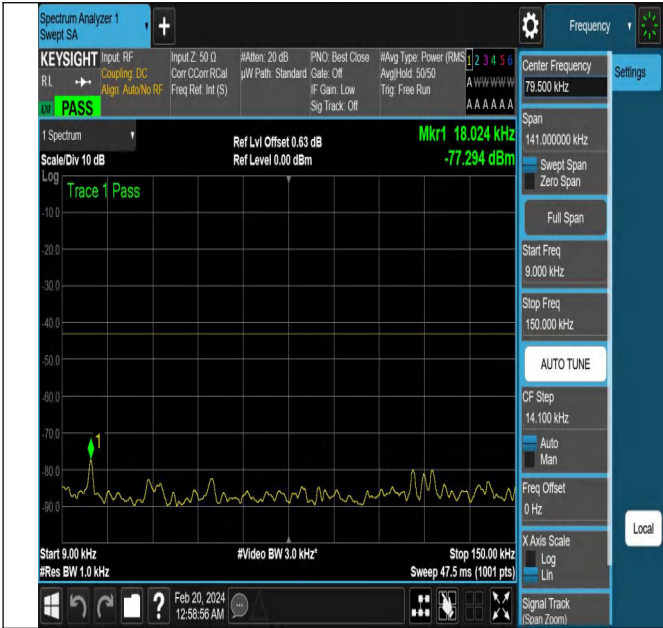 Spectrum Analyzer 1
Swept SA
+
Frequency
KEYSIGHT
RL
PASS
Input: RF
Coupling: DC
Align: Auto/No RF
Input Z: 50 Ω
Corr CCorr RCal
Freq Ref: Int (S)
#Atten: 20 dB
µW Path: Standard
PNO: Best Close
Gate: Off
IF Gain: Low
Sig Track: Off
#Avg Type: Power (RMS
Avg|Hold: 50/50
Trig: Free Run
1 2 3 4 5 6
A W W W W W
A A A A A A
1 Spectrum
Scale/Div 10 dB
Log
Ref Lvl Offset 0.63 dB
Ref Level 0.00 dBm
Mkr1 18.024 kHz
-77.294 dBm
Trace 1 Pass
-10.0
-20.0
-30.0
-40.0
-50.0
-60.0
-70.0
-80.0
-90.0
1
Start 9.00 kHz
#Res BW 1.0 kHz
#Video BW 3.0 kHz*
Stop 150.00 kHz
Sweep 47.5 ms (1001 pts)
?
Feb 20, 2024
12:58:56 AM
Center Frequency
79.500 kHz
Settings
Span
141.000000 kHz
Swept Span
Zero Span
Full Span
Start Freq
9.000 kHz
Stop Freq
150.000 kHz
AUTO TUNE
CF Step
14.100 kHz
Auto
Man
Freq Offset
0 Hz
Local
X Axis Scale
Log
Lin
Signal Track
(Span Zoom)